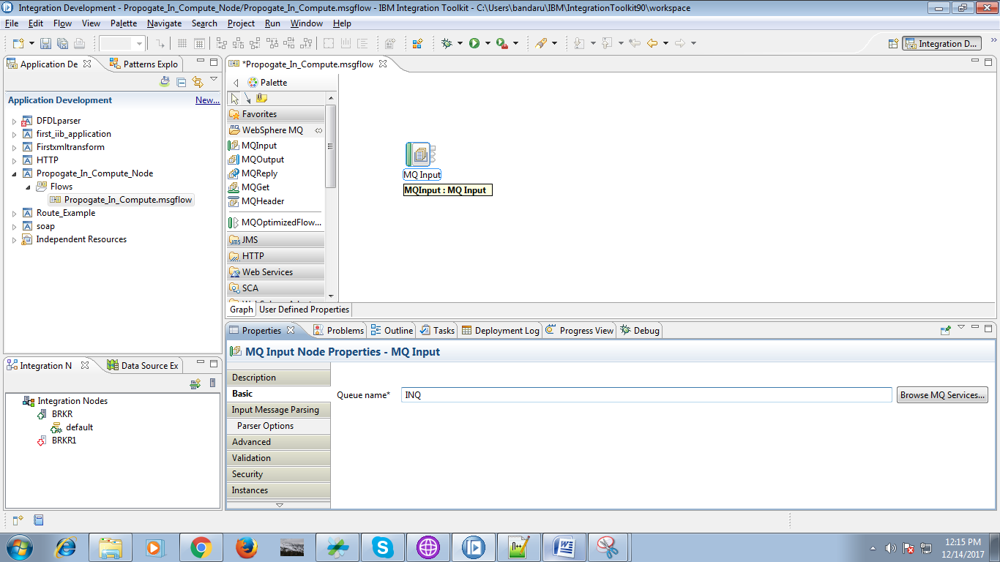 Integration Development - Propogate_In_Compute_Node/Propogate_In_Compute.msgflow - IBM Integration Toolkit - C:\Users\bandaru\IBM\IntegrationToolkit90\workspace
File Edit Flow View Palette Navigate Search Project Run Window Help
Integration D...
Application De
Patterns Explo
Application Development
New...
DFDLparser
first_iib_application
Firstxmltransform
HTTP
Propogate_In_Compute_Node
Flows
Propogate_In_Compute.msgflow
Route_Example
soap
Independent Resources
*Propogate_In_Compute.msgflow
Palette
Favorites
WebSphere MQ
MQInput
MQOutput
MQReply
MQGet
MQHeader
MQOptimizedFlow...
JMS
HTTP
Web Services
SCA
MQ Input
MQInput : MQ Input
Graph User Defined Properties
Integration N
Data Source Ex
Integration Nodes
BRKR
default
BRKR1
Properties Problems Outline Tasks Deployment Log Progress View Debug
MQ Input Node Properties - MQ Input
Description
Basic
Input Message Parsing
Parser Options
Advanced
Validation
Security
Instances
Queue name* INQ Browse MQ Services...
12:15 PM
12/14/2017